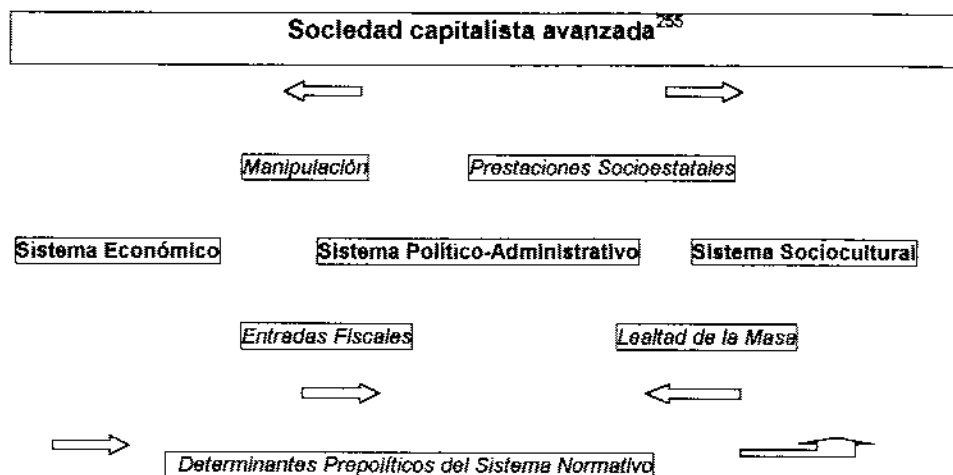 Sociedad capitalista avanzada255
Manipulación Prestaciones Socioestatales
Sistema Económico Sistema Político-Administrativo Sistema Sociocultural
Entradas Fiscales Lealtad de la Masa
Determinantes Prepolíticos del Sistema Normativo